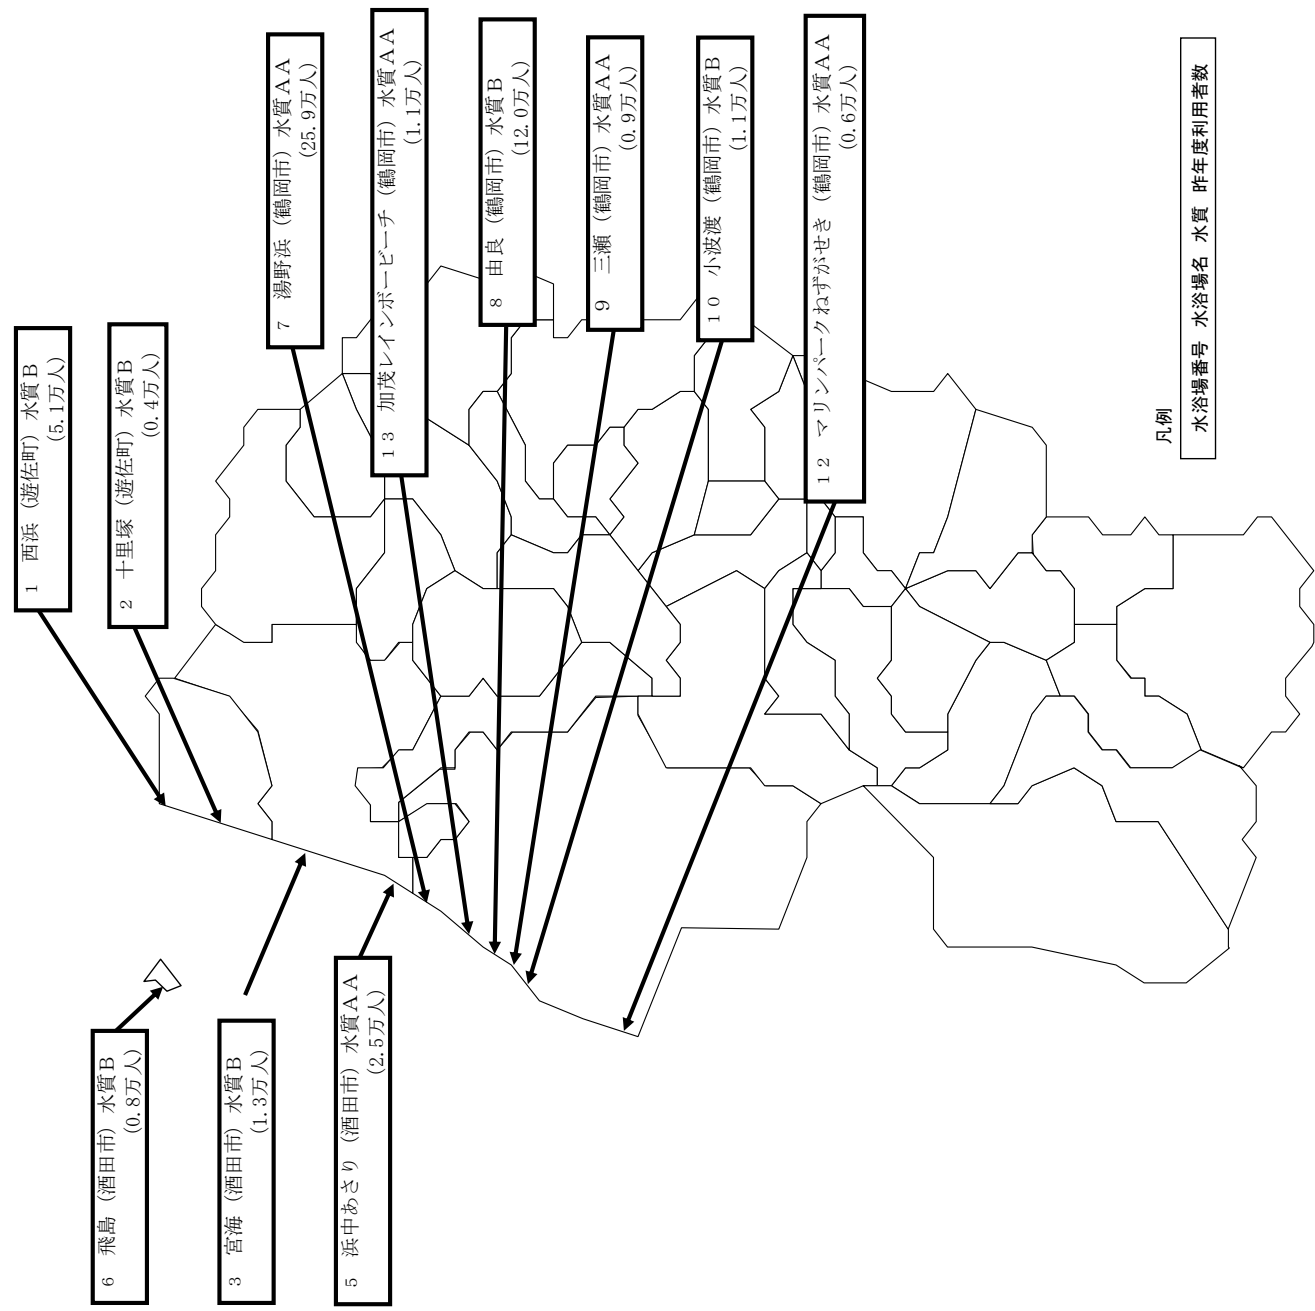 1 西浜（遊佐町）水質Ｂ
(5.1万人)
2 十里塚（遊佐町）水質Ｂ
(0.4万人)
7 湯野浜（鶴岡市）水質ＡＡ
(25.9万人)
13 加茂レインボービーチ（鶴岡市）水質ＡＡ
(1.1万人)
8 由良（鶴岡市）水質Ｂ
(12.0万人)
9 三瀬（鶴岡市）水質ＡＡ
(0.9万人)
10 小波渡（鶴岡市）水質Ｂ
(1.1万人)
12 マリンパークねずがせき（鶴岡市）水質ＡＡ
(0.6万人)
6 飛島（酒田市）水質Ｂ
(0.8万人)
3 宮海（酒田市）水質Ｂ
(1.3万人)
5 浜中あさり（酒田市）水質ＡＡ
(2.5万人)
凡例
水浴場番号 水浴場名 水質 昨年度利用者数